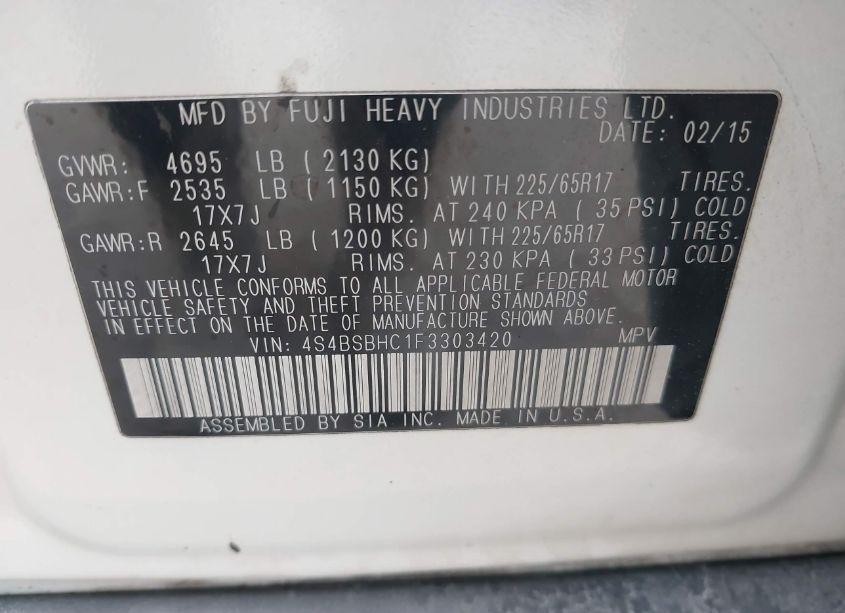 MFD BY FUJI HEAVY INDUSTRIES LTD.
DATE: 02/15
GVWR: 4695 LB ( 2130 KG)
GAWR:F 2535 LB ( 1150 KG) WITH 225/65R17 TIRES.
17X7J RIMS. AT 240 KPA ( 35 PSI) COLD
GAWR:R 2645 LB ( 1200 KG) WITH 225/65R17 TIRES.
17X7J RIMS. AT 230 KPA ( 33 PSI) COLD
THIS VEHICLE CONFORMS TO ALL APPLICABLE FEDERAL MOTOR
VEHICLE SAFETY AND THEFT PREVENTION STANDARDS
IN EFFECT ON THE DATE OF MANUFACTURE SHOWN ABOVE.
VIN: 4S4BSBHC1F3303420 MPV
ASSEMBLED BY SIA INC. MADE IN U.S.A.